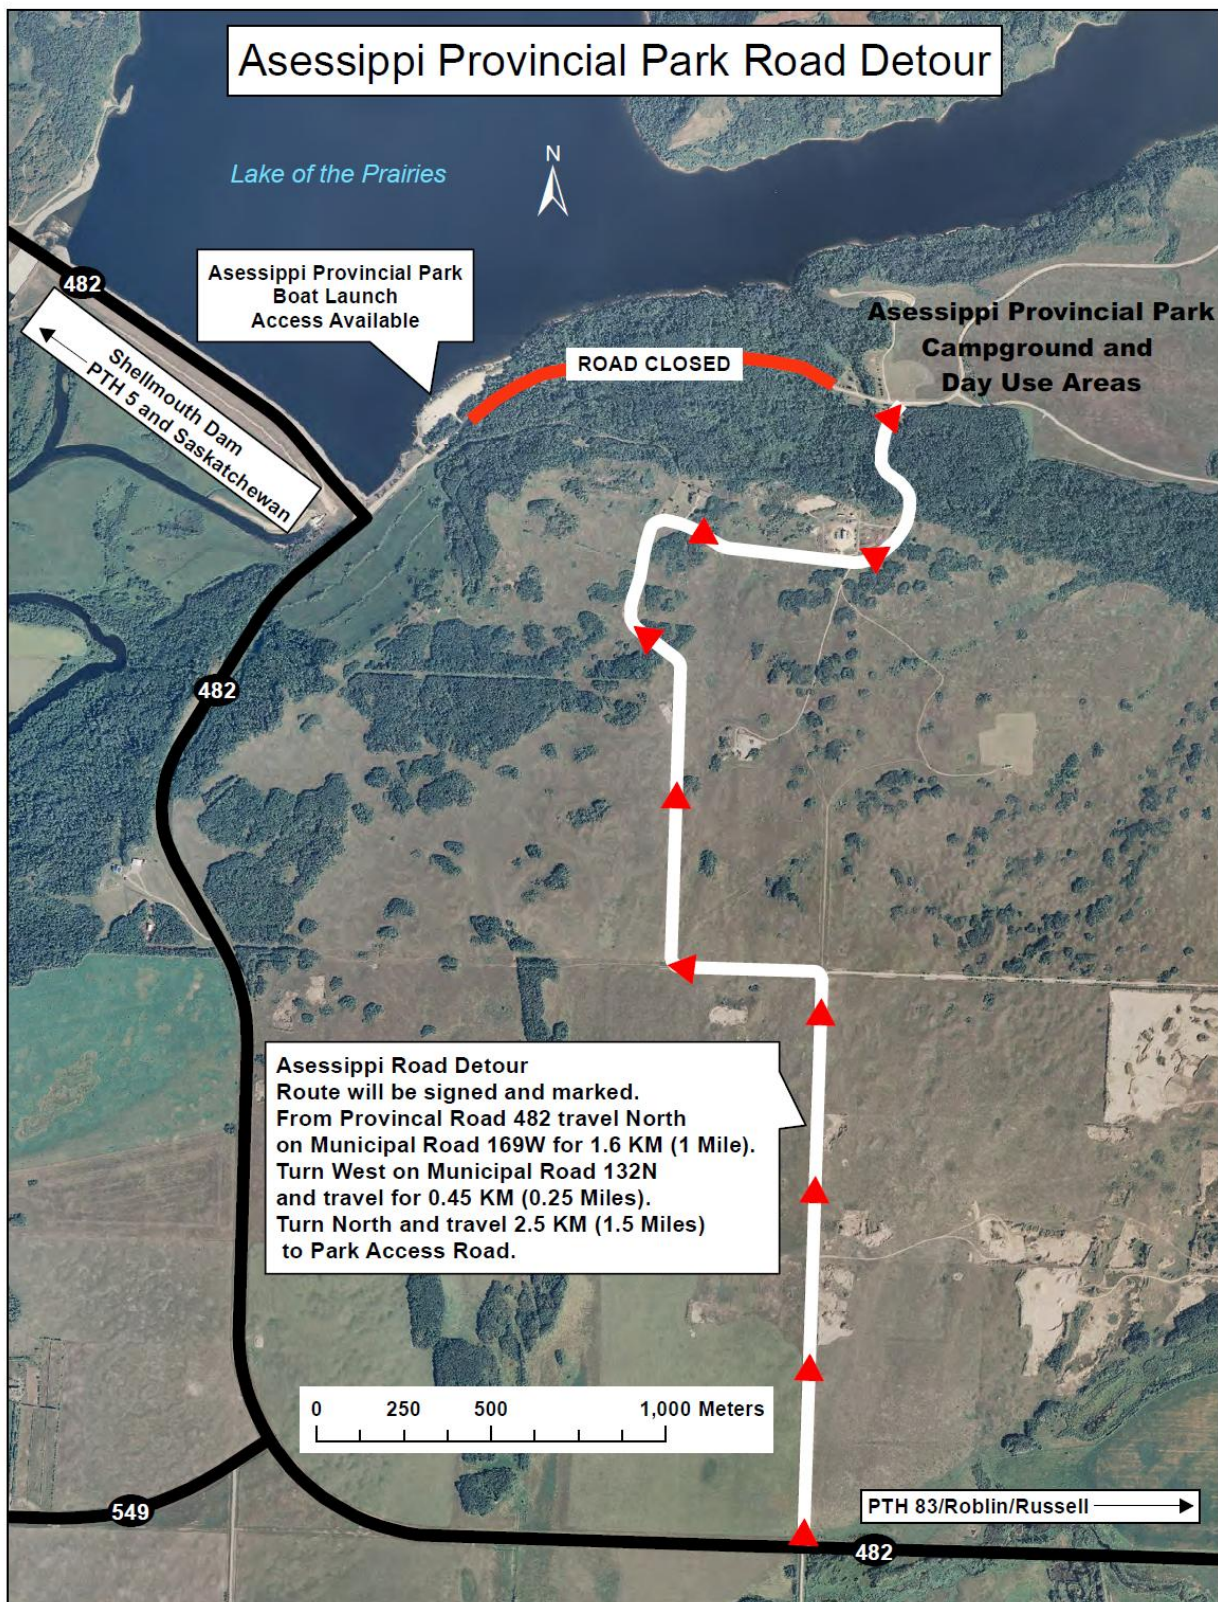 Asessippi Provincial Park Road Detour
N
Lake of the Prairies
Asessippi Provincial Park
Boat Launch
Access Available
482
Shellmouth Dam
PTH 5 and Saskatchewan
ROAD CLOSED
Asessippi Provincial Park
Campground and
Day Use Areas
482
Asessippi Road Detour
Route will be signed and marked.
From Provincal Road 482 travel North
on Municipal Road 169W for 1.6 KM (1 Mile).
Turn West on Municipal Road 132N
and travel for 0.45 KM (0.25 Miles).
Turn North and travel 2.5 KM (1.5 Miles)
to Park Access Road.
0 250 500 1,000 Meters
549
PTH 83/Roblin/Russell
482